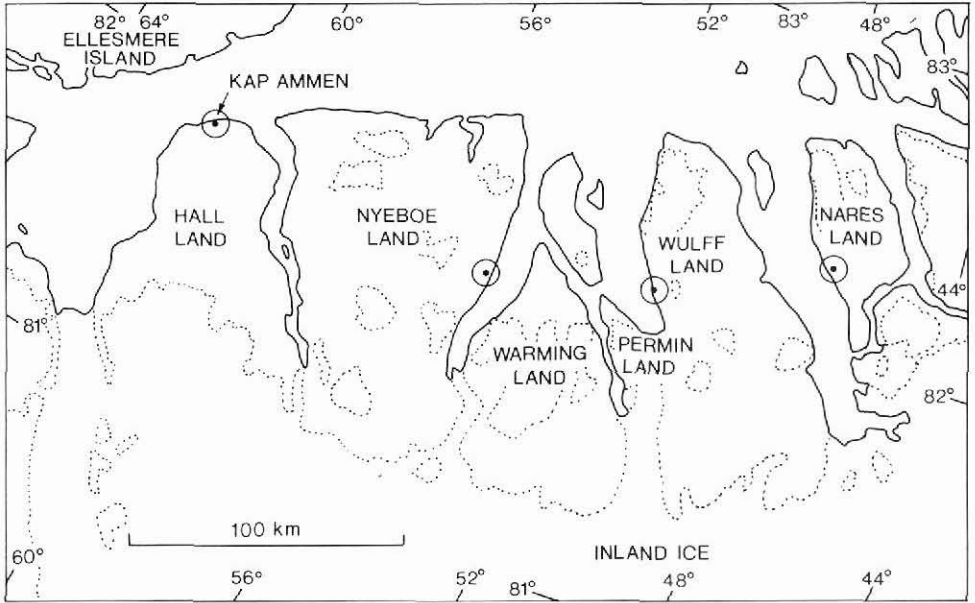 82° 64° 60° 56° 52° 83° 48°
ELLESMERE
ISLAND
83°
KAP AMMEN
HALL
LAND
NYEBOE
LAND
WULFF
LAND
NARES
LAND
44°
81°
WARMING
LAND
PERMIN
LAND
82°
100 km
INLAND ICE
60°
56° 52° 81° 48° 44°